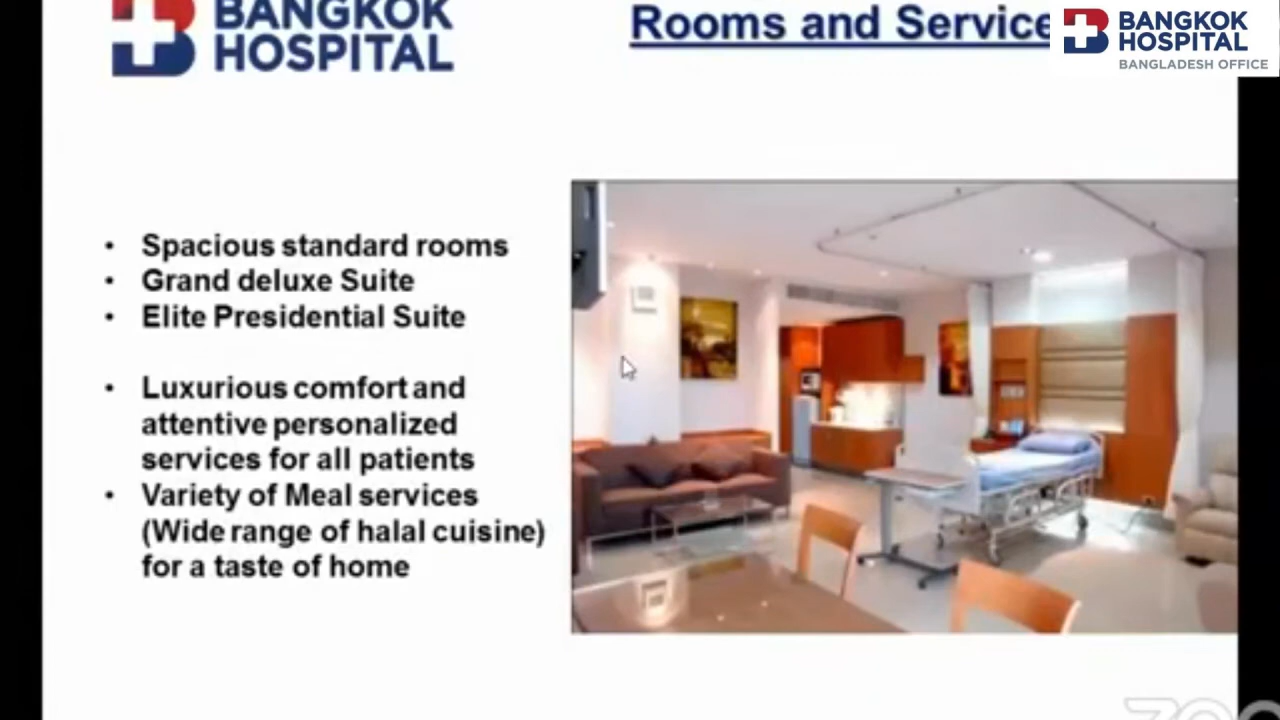 BANGKOK
HOSPITAL
Rooms and Service
BANGKOK
HOSPITAL
BANGLADESH OFFICE
• Spacious standard rooms
• Grand deluxe Suite
• Elite Presidential Suite
• Luxurious comfort and
attentive personalized
services for all patients
• Variety of Meal services
(Wide range of halal cuisine)
for a taste of home